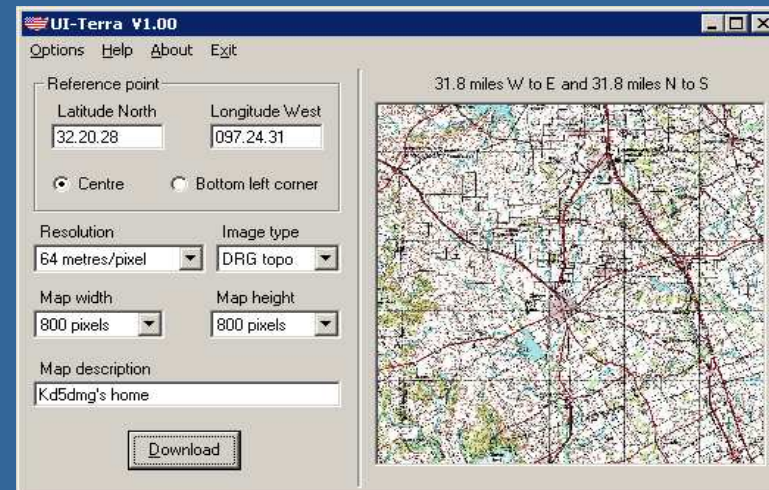 UI-Terra V1.00
Options Help About Exit
Reference point
Latitude North Longitude West
32.20.28 097.24.31
Centre Bottom left corner
Resolution Image type
64 metres/pixel DRG topo
Map width Map height
800 pixels 800 pixels
Map description
Kd5dmg's home
Download
31.8 miles W to E and 31.8 miles N to S